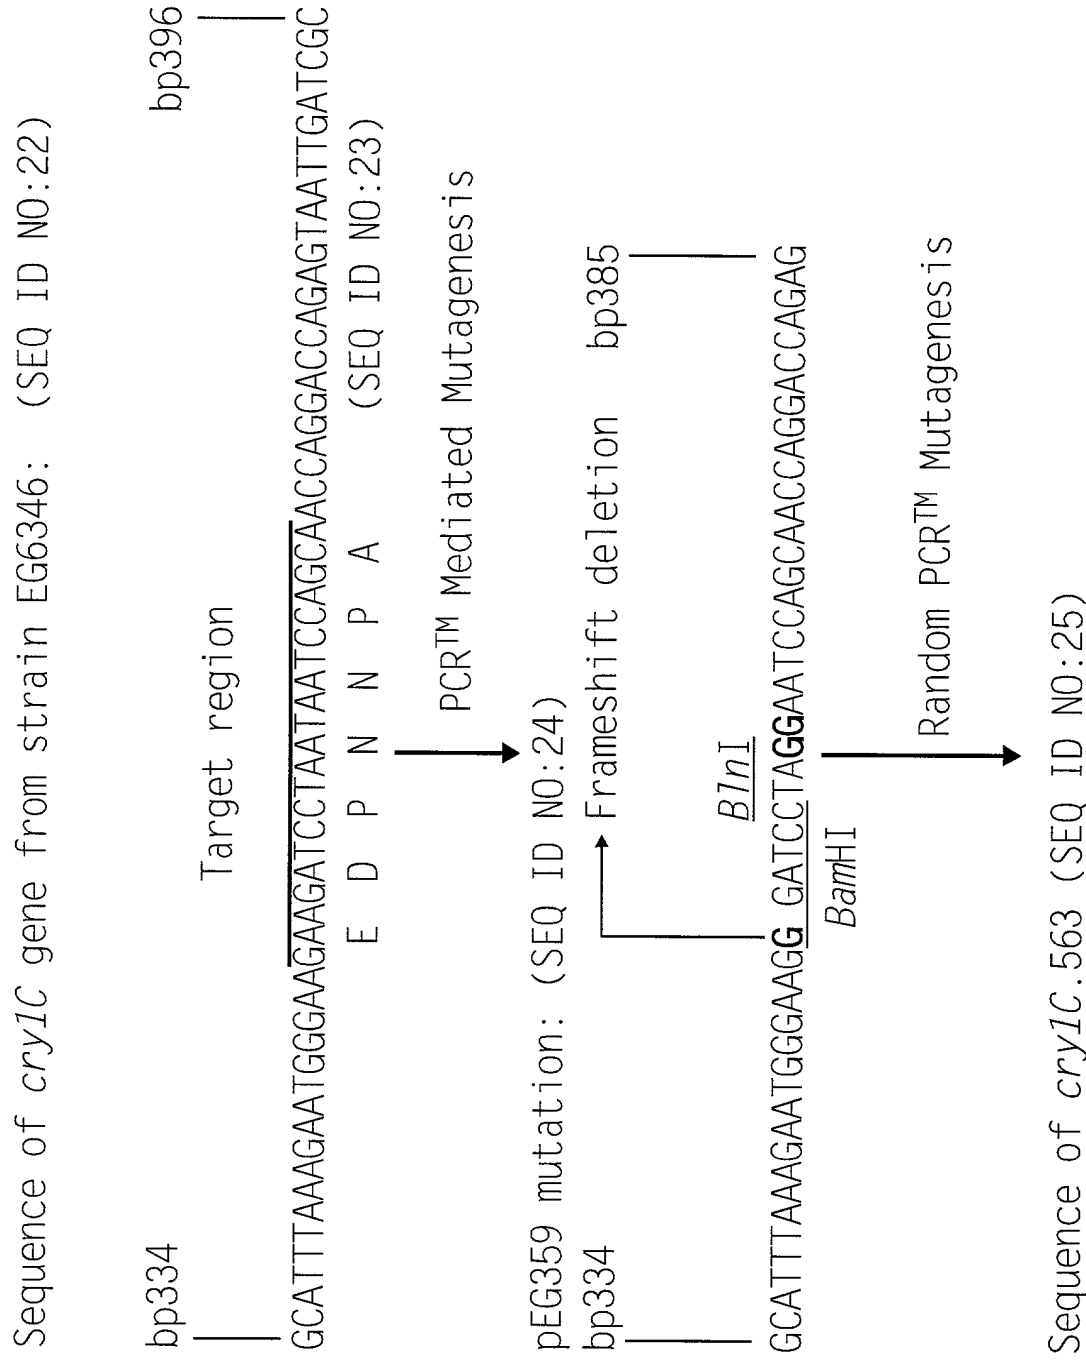 Sequence of cry1C gene from strain EG6346: (SEQ ID NO:22)
bp334 bp396
Target region
GCATTTAAAGAATGGGAAGAAGATCCTAATAATCCAGCAACCAGGACCAGAGTAATTGATCGC
E D P N N P A (SEQ ID NO:23)
PCR™ Mediated Mutagenesis
pEG359 mutation: (SEQ ID NO:24)
bp334 Frameshift deletion bp385
BlnI
GCATTTAAAGAATGGGAAGG GATCCTAGGAATCCAGCAACCAGGACCAGAG
BamHI
Random PCR™ Mutagenesis
Sequence of cry1C.563 (SEQ ID NO:25)